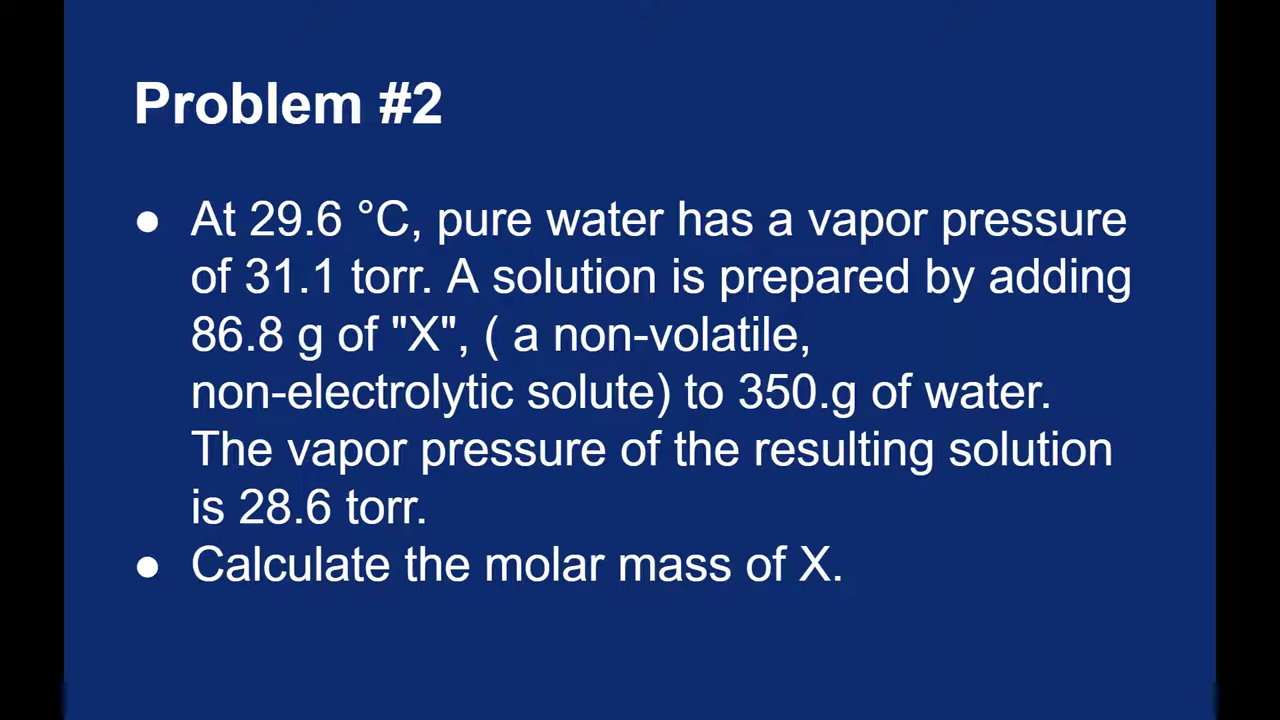 Problem #2
● At 29.6 °C, pure water has a vapor pressure
of 31.1 torr. A solution is prepared by adding
86.8 g of "X", ( a non-volatile,
non-electrolytic solute) to 350.g of water.
The vapor pressure of the resulting solution
is 28.6 torr.
● Calculate the molar mass of X.